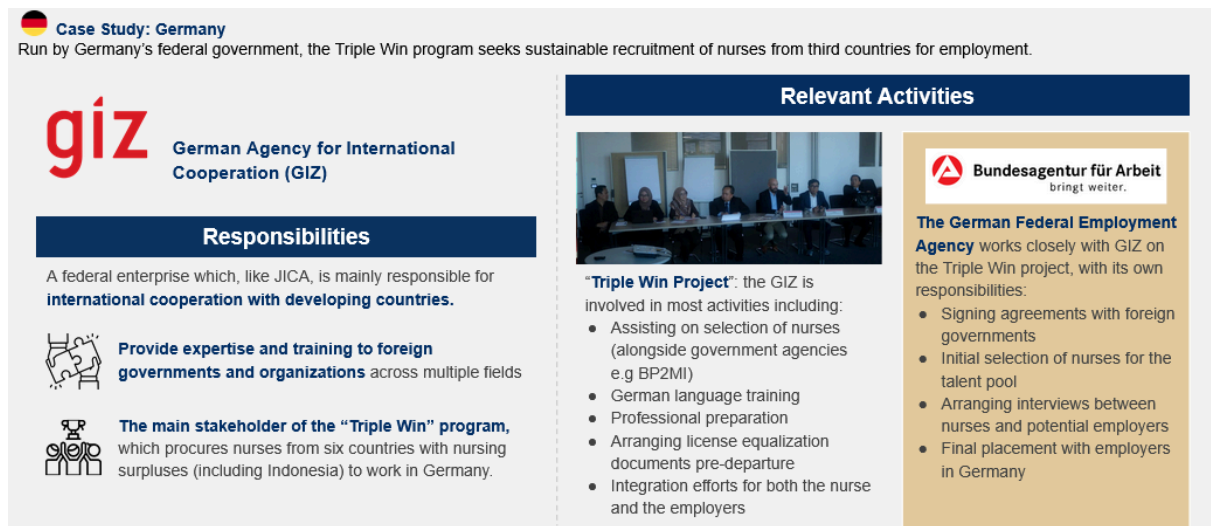 Case Study: Germany
Run by Germany's federal government, the Triple Win program seeks sustainable recruitment of nurses from third countries for employment.
giz
German Agency for International
Cooperation (GIZ)
Responsibilities
A federal enterprise which, like JICA, is mainly responsible for
international cooperation with developing countries.
Provide expertise and training to foreign
governments and organizations across multiple fields
The main stakeholder of the “Triple Win” program,
which procures nurses from six countries with nursing
surpluses (including Indonesia) to work in Germany.
Relevant Activities
“Triple Win Project”: the GIZ is
involved in most activities including:
● Assisting on selection of nurses
(alongside government agencies
e.g BP2MI)
● German language training
● Professional preparation
● Arranging license equalization
documents pre-departure
● Integration efforts for both the nurse
and the employers
Bundesagentur für Arbeit
bringt weiter.
The German Federal Employment
Agency works closely with GIZ on
the Triple Win project, with its own
responsibilities:
● Signing agreements with foreign
governments
● Initial selection of nurses for the
talent pool
● Arranging interviews between
nurses and potential employers
● Final placement with employers
in Germany